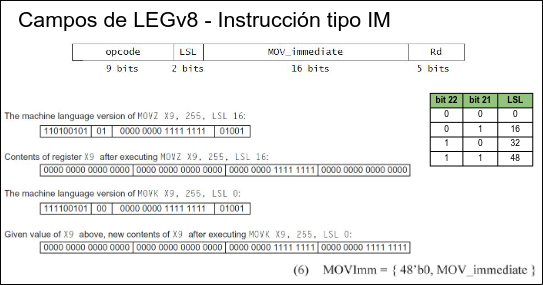 Campos de LEGv8 - Instrucción tipo IM
opcode LSL MOV_immediate Rd
9 bits 2 bits 16 bits 5 bits
The machine language version of MOVZ X9, 255, LSL 16:
110100101 01 0000 0000 1111 1111 01001
Contents of register X9 after executing MOVZ X9, 255, LSL 16:
0000 0000 0000 0000 0000 0000 0000 0000 0000 0000 1111 1111 0000 0000 0000 0000
The machine language version of MOVK X9, 255, LSL 0:
111100101 00 0000 0000 1111 1111 01001
Given value of X9 above, new contents of X9 after executing MOVK X9, 255, LSL 0:
0000 0000 0000 0000 0000 0000 0000 0000 0000 0000 1111 1111 0000 0000 1111 1111
bit 22 bit 21 LSL
0 0 0
0 1 16
1 0 32
1 1 48
(6) MOVImm = { 48'b0, MOV_immediate }